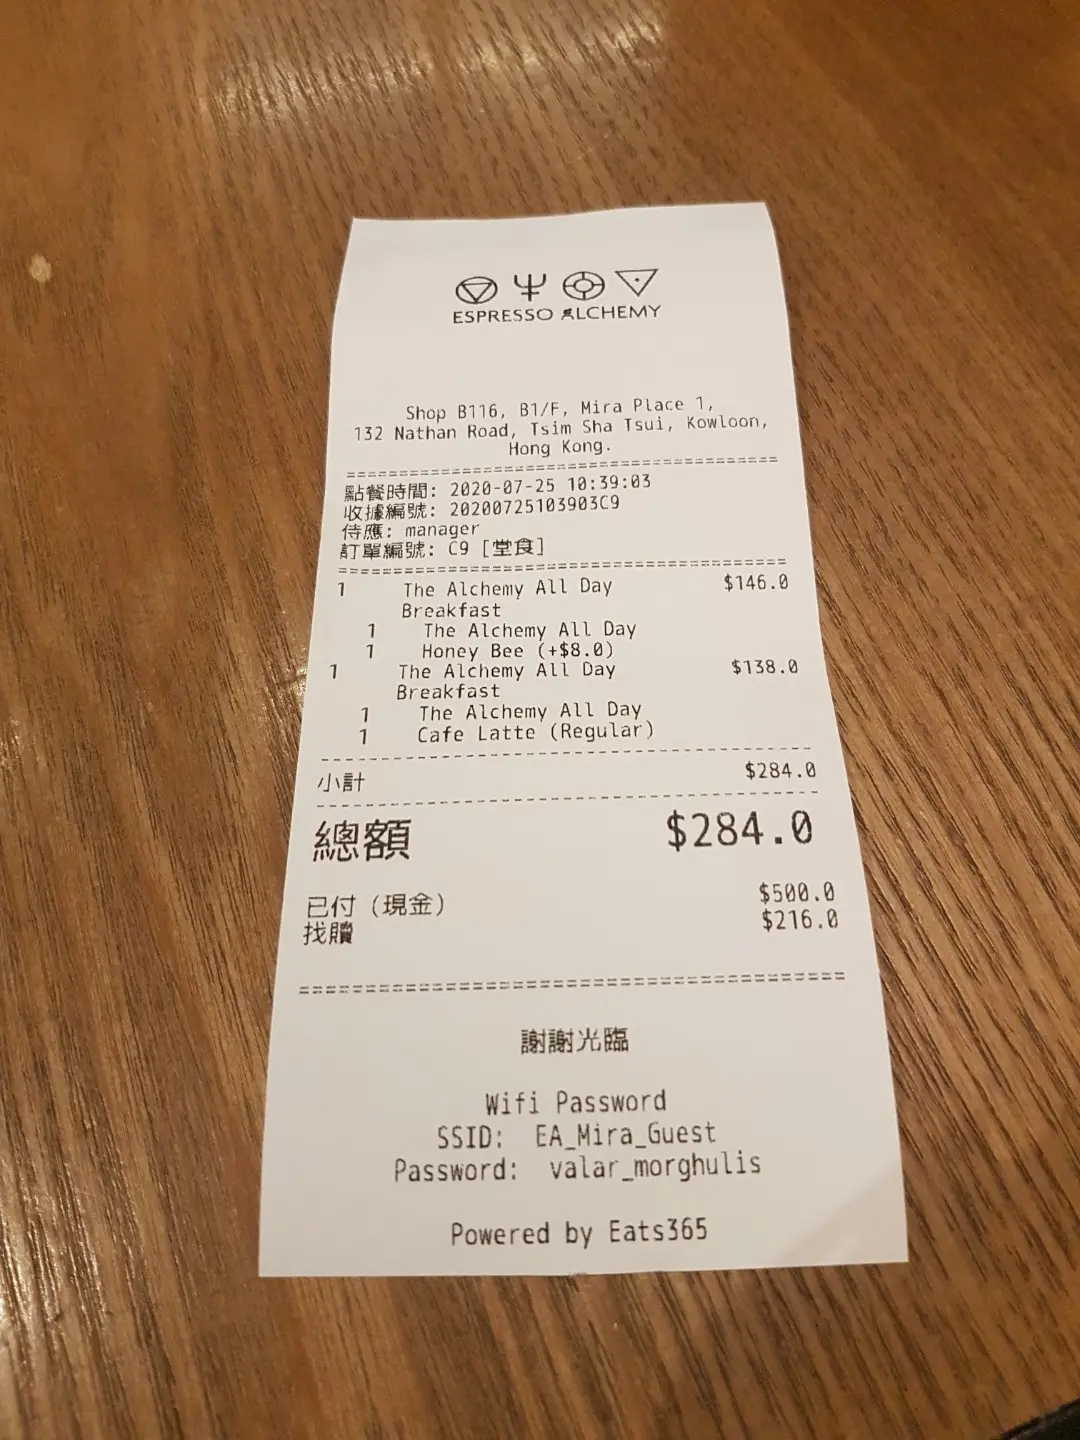 ESPRESSO ALCHEMY
Shop B116, B1/F, Mira Place 1,
132 Nathan Road, Tsim Sha Tsui, Kowloon,
Hong Kong.
========================================
點餐時間: 2020-07-25 10:39:03
收據編號: 20200725103903C9
侍應: manager
訂單編號: C9 [堂食]
========================================
1 The Alchemy All Day $146.0
Breakfast
1 The Alchemy All Day
1 Honey Bee (+$8.0)
1 The Alchemy All Day $138.0
Breakfast
1 The Alchemy All Day
1 Cafe Latte (Regular)
----------------------------------------
小計 $284.0
----------------------------------------
總額 $284.0
已付 (現金) $500.0
找贖 $216.0
========================================
謝謝光臨
Wifi Password
SSID: EA_Mira_Guest
Password: valar_morghulis
Powered by Eats365